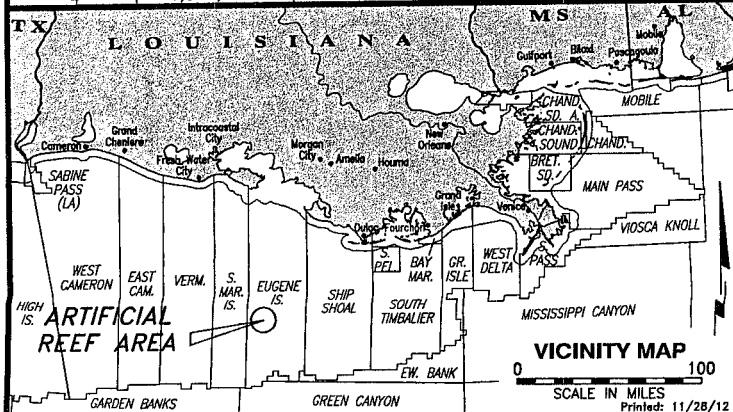 TX
MS
AL
LOUISIANA
Mobile
Gulfport
Biloxi
Pascagoula
MOBILE
CHAND.
SD. A.
CHAND.
SOUND
CHAND.
BRET.
SD.
MAIN PASS
VIOSCA KNOLL
Cameron
Grand
Chenier
Intracoastal
City
Fresh Water
City
Morgan
City
Amelia
Houma
New
Orleans
Grand
Isle
Venice
Fourchon
SABINE
PASS
(LA)
WEST
CAMERON
EAST
CAM.
VERM.
S.
MAR.
IS.
EUGENE
IS.
SHIP
SHOAL
S.
PEL.
BAY
MAR.
GR.
ISLE
WEST
DELTA
PASS
SOUTH
TIMBALIER
MISSISSIPPI CANYON
HIGH
IS.
ARTIFICIAL
REEF AREA
EW. BANK
GARDEN BANKS
GREEN CANYON
VICINITY MAP
0 100
SCALE IN MILES
Printed: 11/28/12